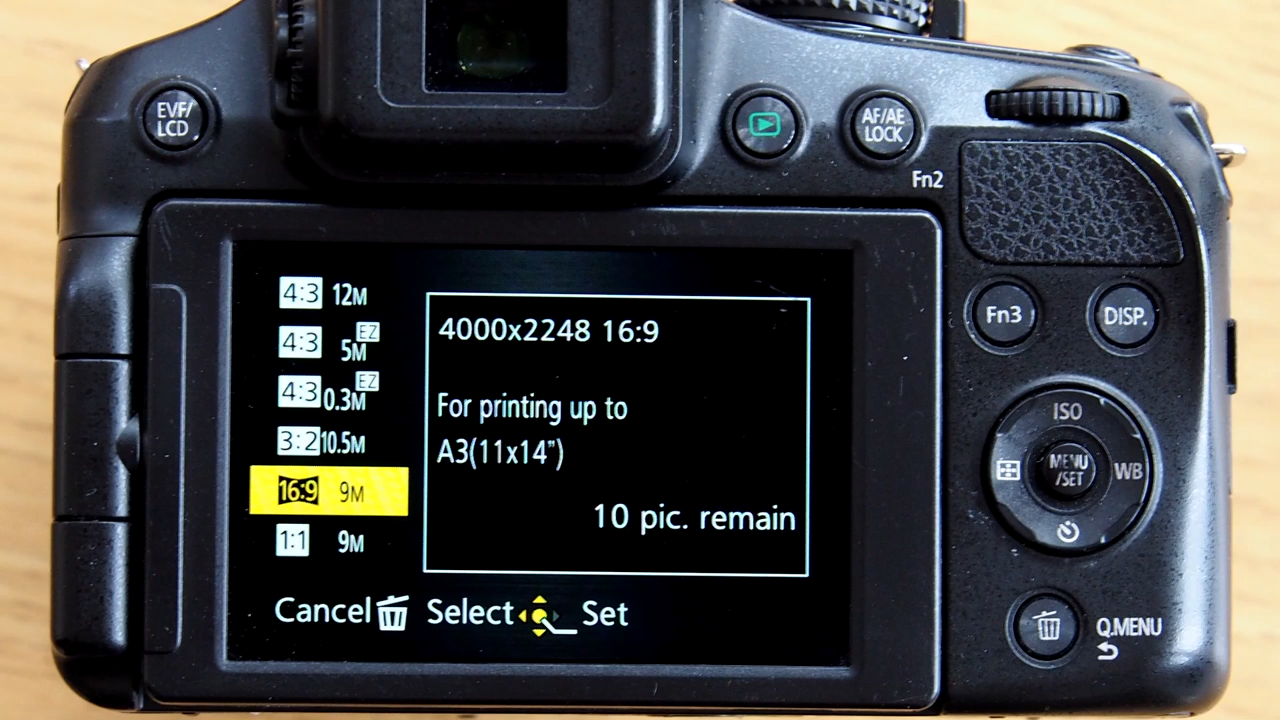 EVF/
LCD
AF/AE
LOCK
Fn2
4:3 12M
4:3 5M EZ
4:3 0.3M EZ
3:2 10.5M
16:9 9M
1:1 9M
4000x2248 16:9
For printing up to
A3(11x14")
10 pic. remain
Cancel Select Set
Fn3
DISP.
ISO
MENU
/SET
WB
Q.MENU